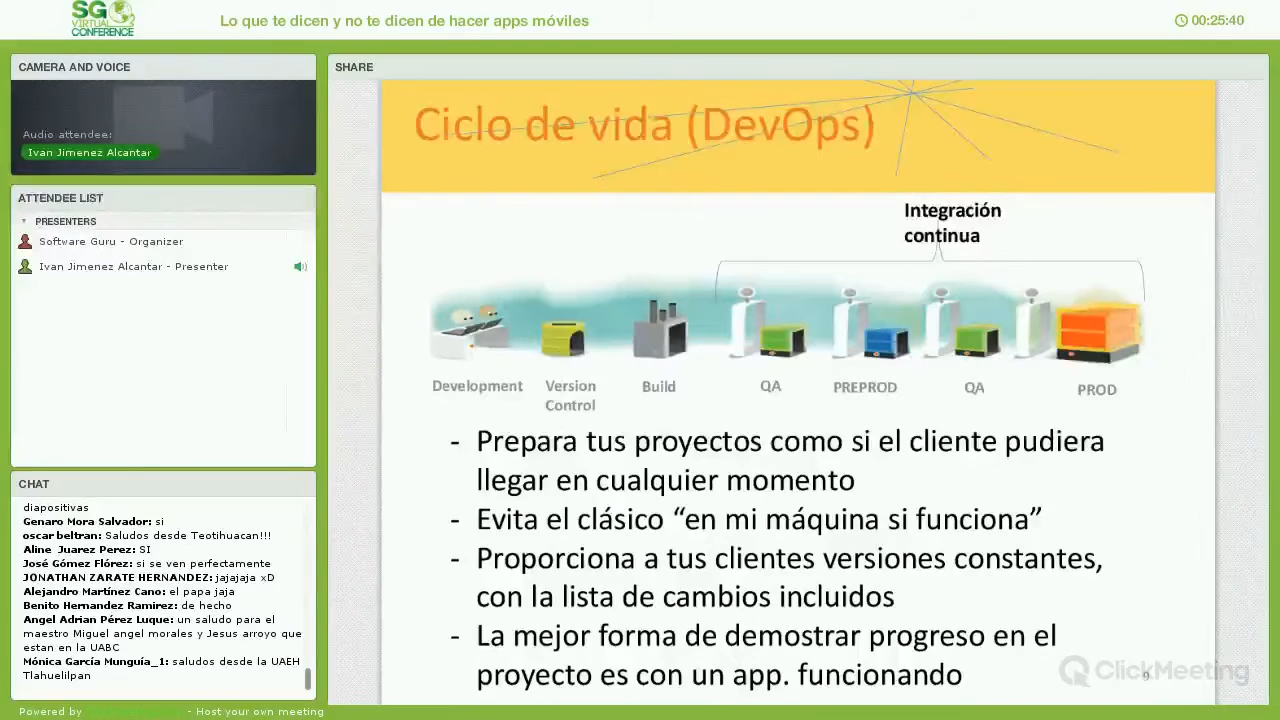 SG
VIRTUAL
CONFERENCE
Lo que te dicen y no te dicen de hacer apps móviles
00:25:40
CAMERA AND VOICE
Audio attendee:
Ivan Jimenez Alcantar
ATTENDEE LIST
PRESENTERS
Software Guru - Organizer
Ivan Jimenez Alcantar - Presenter
CHAT
diapositivas
Genaro Mora Salvador: si
oscar beltran: Saludos desde Teotihuacan!!!
Aline Juarez Perez: SI
José Gómez Flórez: si se ven perfectamente
JONATHAN ZARATE HERNANDEZ: jajajaja xD
Alejandro Martínez Cano: el papa jaja
Benito Hernandez Ramirez: de hecho
Angel Adrian Pérez Luque: un saludo para el
maestro Miguel angel morales y Jesus arroyo que
estan en la UABC
Mónica García Munguía_1: saludos desde la UAEH
Tlahuelilpan
Powered by
- Host your own meeting
SHARE
Ciclo de vida (DevOps)
Integración
continua
Development
Version
Control
Build
QA
PREPROD
QA
PROD
- Prepara tus proyectos como si el cliente pudiera
llegar en cualquier momento
- Evita el clásico “en mi máquina si funciona”
- Proporciona a tus clientes versiones constantes,
con la lista de cambios incluidos
- La mejor forma de demostrar progreso en el
proyecto es con un app. funcionando
9
ClickMeeting